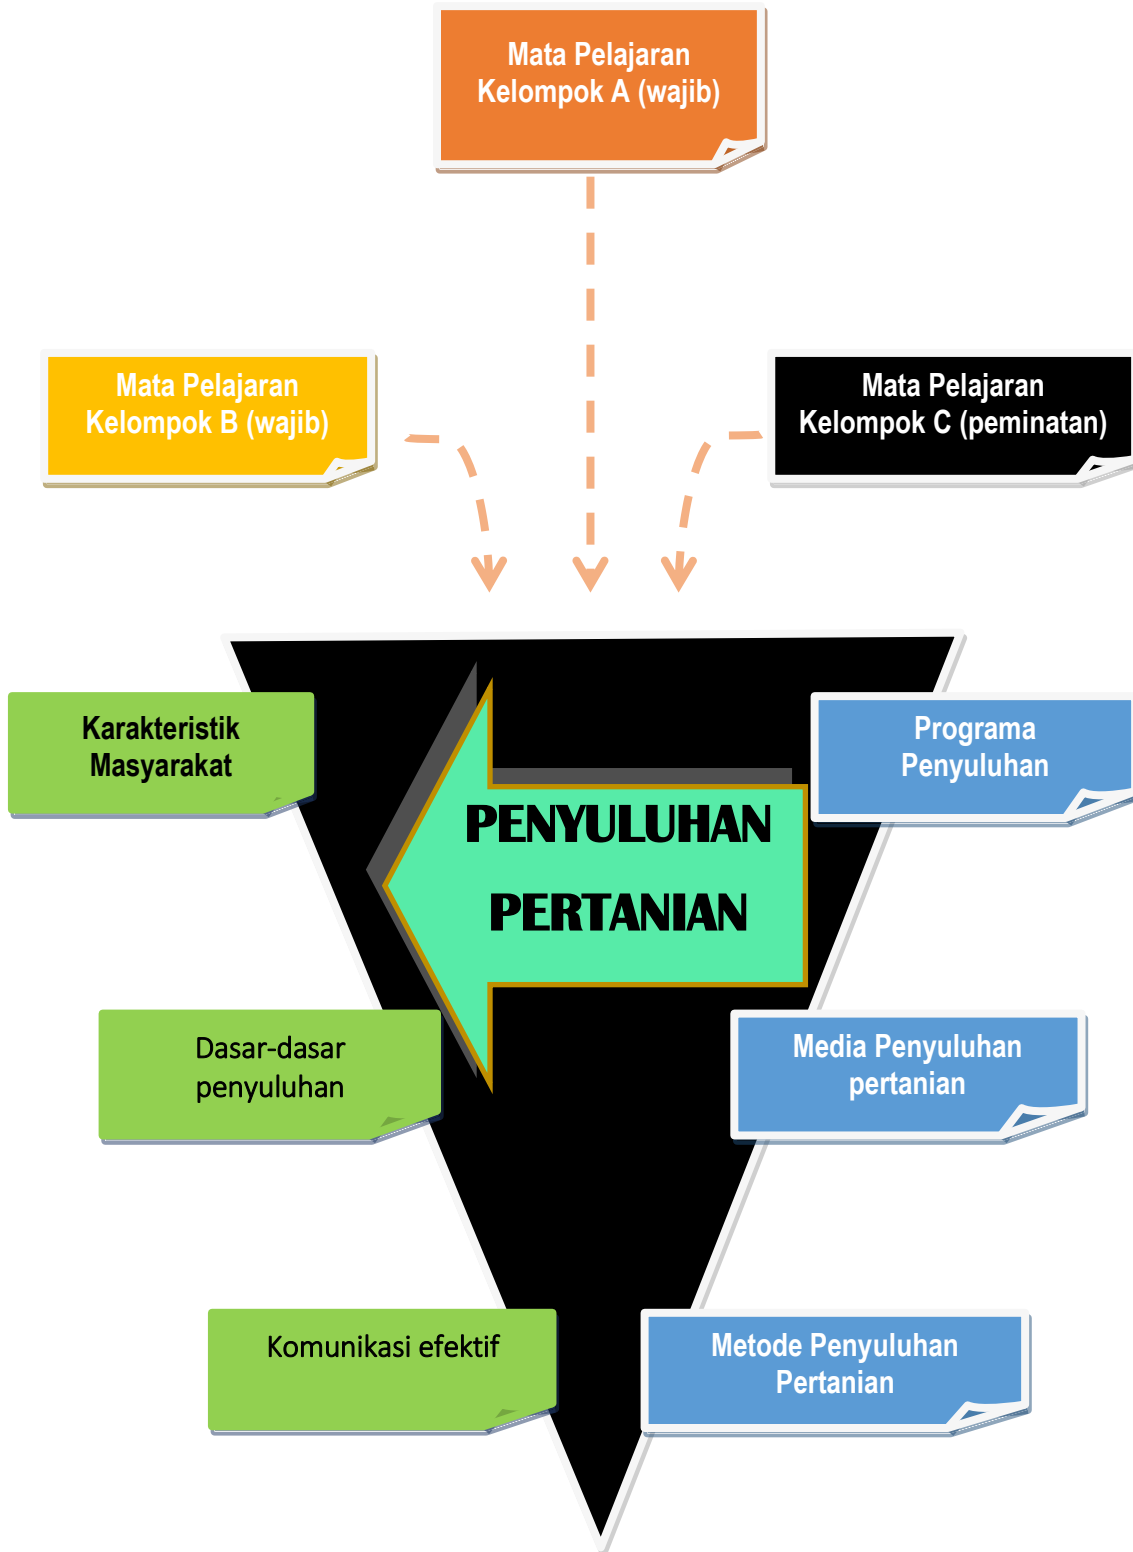 Mata Pelajaran
Kelompok A (wajib)
Mata Pelajaran
Kelompok B (wajib)
Mata Pelajaran
Kelompok C (peminatan)
Karakteristik
Masyarakat
Programa
Penyuluhan
PENYULUHAN
PERTANIAN
Dasar-dasar
penyuluhan
Media Penyuluhan
pertanian
Komunikasi efektif
Metode Penyuluhan
Pertanian